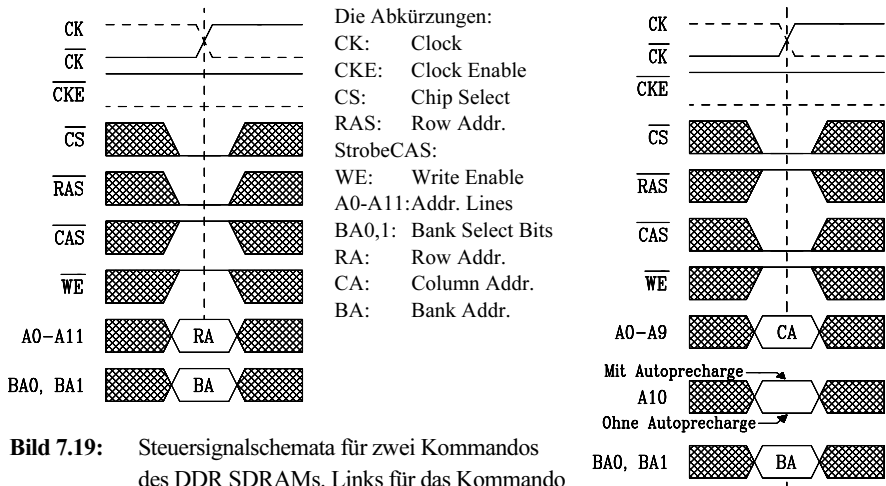 CK
CK
CKE
CS
RAS
CAS
WE
A0-A11
RA
BA0, BA1
BA
Die Abkürzungen:
CK: Clock
CKE: Clock Enable
CS: Chip Select
RAS: Row Addr.
StrobeCAS:
WE: Write Enable
A0-A11:Addr. Lines
BA0,1: Bank Select Bits
RA: Row Addr.
CA: Column Addr.
BA: Bank Addr.
CK
CK
CKE
CS
RAS
CAS
WE
A0-A9
CA
Mit Autoprecharge
A10
Ohne Autoprecharge
BA0, BA1
BA
Bild 7.19: Steuersignalschemata für zwei Kommandos
des DDR SDRAMs. Links für das Kommando